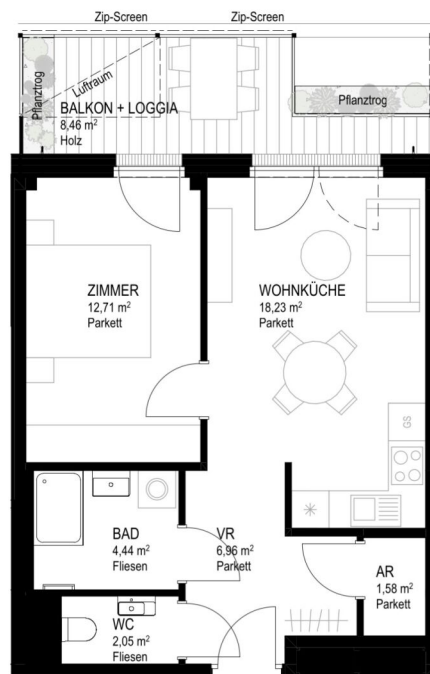 Zip-Screen Zip-Screen
Pflanztrog
Luftraum
Pflanztrog
BALKON + LOGGIA
8,46 m²
Holz
ZIMMER
12,71 m²
Parkett
WOHNKÜCHE
18,23 m²
Parkett
GS
BAD
4,44 m²
Fliesen
VR
6,96 m²
Parkett
AR
1,58 m²
Parkett
WC
2,05 m²
Fliesen